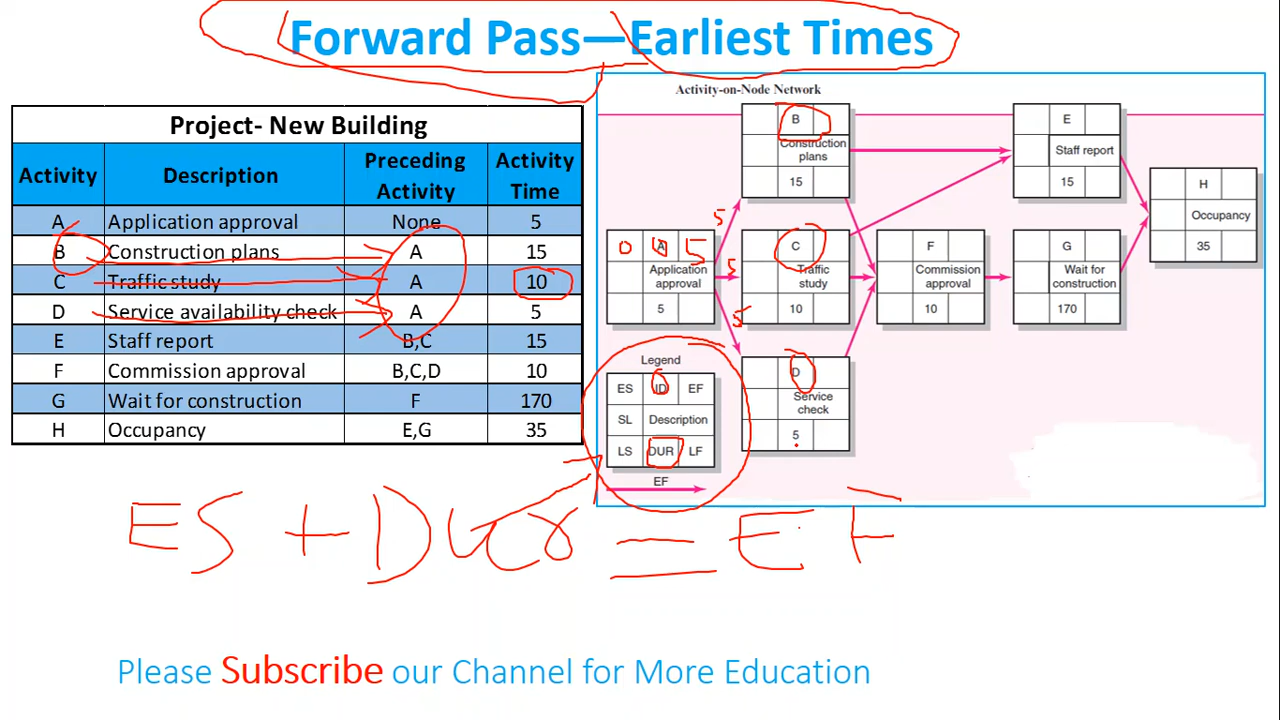 Forward Pass—Earliest Times
Project- New Building
Activity Description Preceding Activity Activity Time
A Application approval None 5
B Construction plans A 15
C Traffic study A 10
D Service availability check A 5
E Staff report B,C 15
F Commission approval B,C,D 10
G Wait for construction F 170
H Occupancy E,G 35
Activity-on-Node Network
B
Construction
plans
15
E
Staff report
15
H
Occupancy
35
0 A 5
Application
approval
5
5
5
5
C
Traffic
study
10
F
Commission
approval
10
G
Wait for
construction
170
D
Service
check
5
Legend
ES ID EF
SL Description
LS DUR LF
EF
ES + Dur = EF
Please Subscribe our Channel for More Education